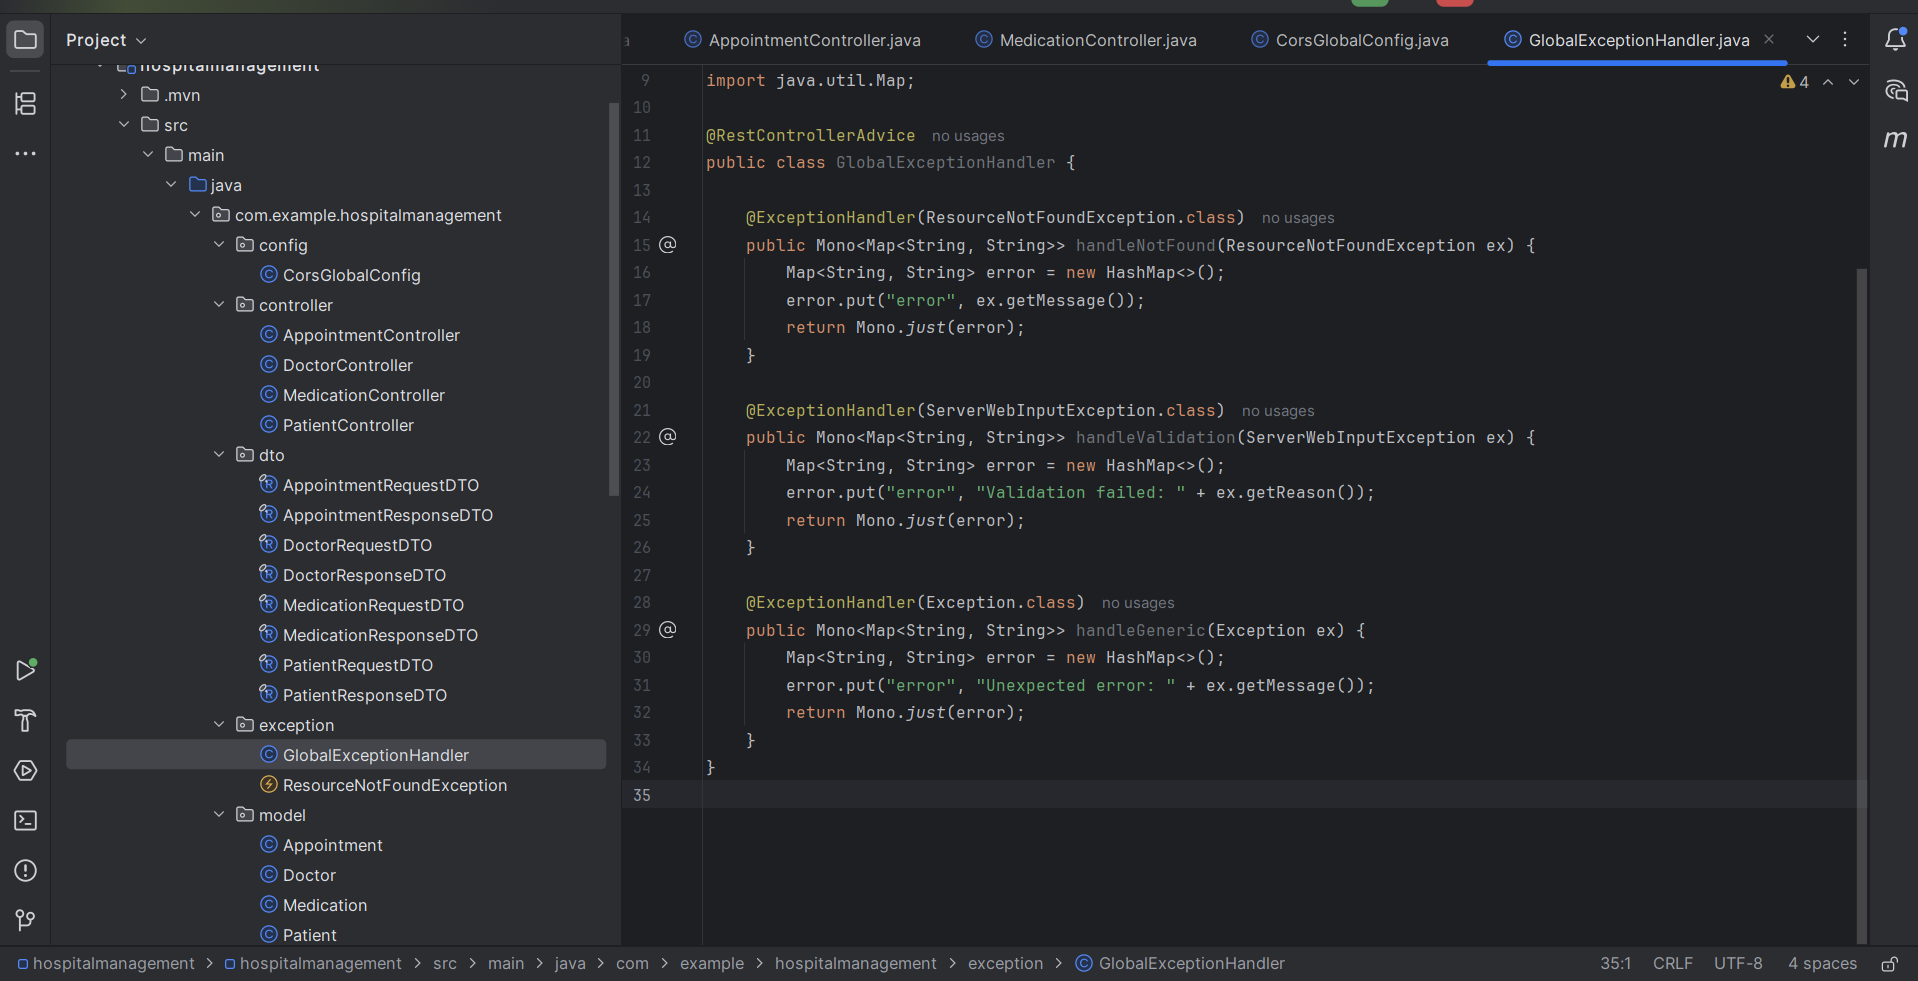 Project
hospitalmanagement
.mvn
src
main
java
com.example.hospitalmanagement
config
CorsGlobalConfig
controller
AppointmentController
DoctorController
MedicationController
PatientController
dto
AppointmentRequestDTO
AppointmentResponseDTO
DoctorRequestDTO
DoctorResponseDTO
MedicationRequestDTO
MedicationResponseDTO
PatientRequestDTO
PatientResponseDTO
exception
GlobalExceptionHandler
ResourceNotFoundException
model
Appointment
Doctor
Medication
Patient
AppointmentController.java MedicationController.java CorsGlobalConfig.java GlobalExceptionHandler.java
4
9 import java.util.Map;
10
11 @RestControllerAdvice no usages
12 public class GlobalExceptionHandler {
13
14 @ExceptionHandler(ResourceNotFoundException.class) no usages
15 public Mono<Map<String, String>> handleNotFound(ResourceNotFoundException ex) {
16 Map<String, String> error = new HashMap<>();
17 error.put("error", ex.getMessage());
18 return Mono.just(error);
19 }
20
21 @ExceptionHandler(ServerWebInputException.class) no usages
22 public Mono<Map<String, String>> handleValidation(ServerWebInputException ex) {
23 Map<String, String> error = new HashMap<>();
24 error.put("error", "Validation failed: " + ex.getReason());
25 return Mono.just(error);
26 }
27
28 @ExceptionHandler(Exception.class) no usages
29 public Mono<Map<String, String>> handleGeneric(Exception ex) {
30 Map<String, String> error = new HashMap<>();
31 error.put("error", "Unexpected error: " + ex.getMessage());
32 return Mono.just(error);
33 }
34 }
35
m
hospitalmanagement > hospitalmanagement > src > main > java > com > example > hospitalmanagement > exception > GlobalExceptionHandler
35:1 CRLF UTF-8 4 spaces